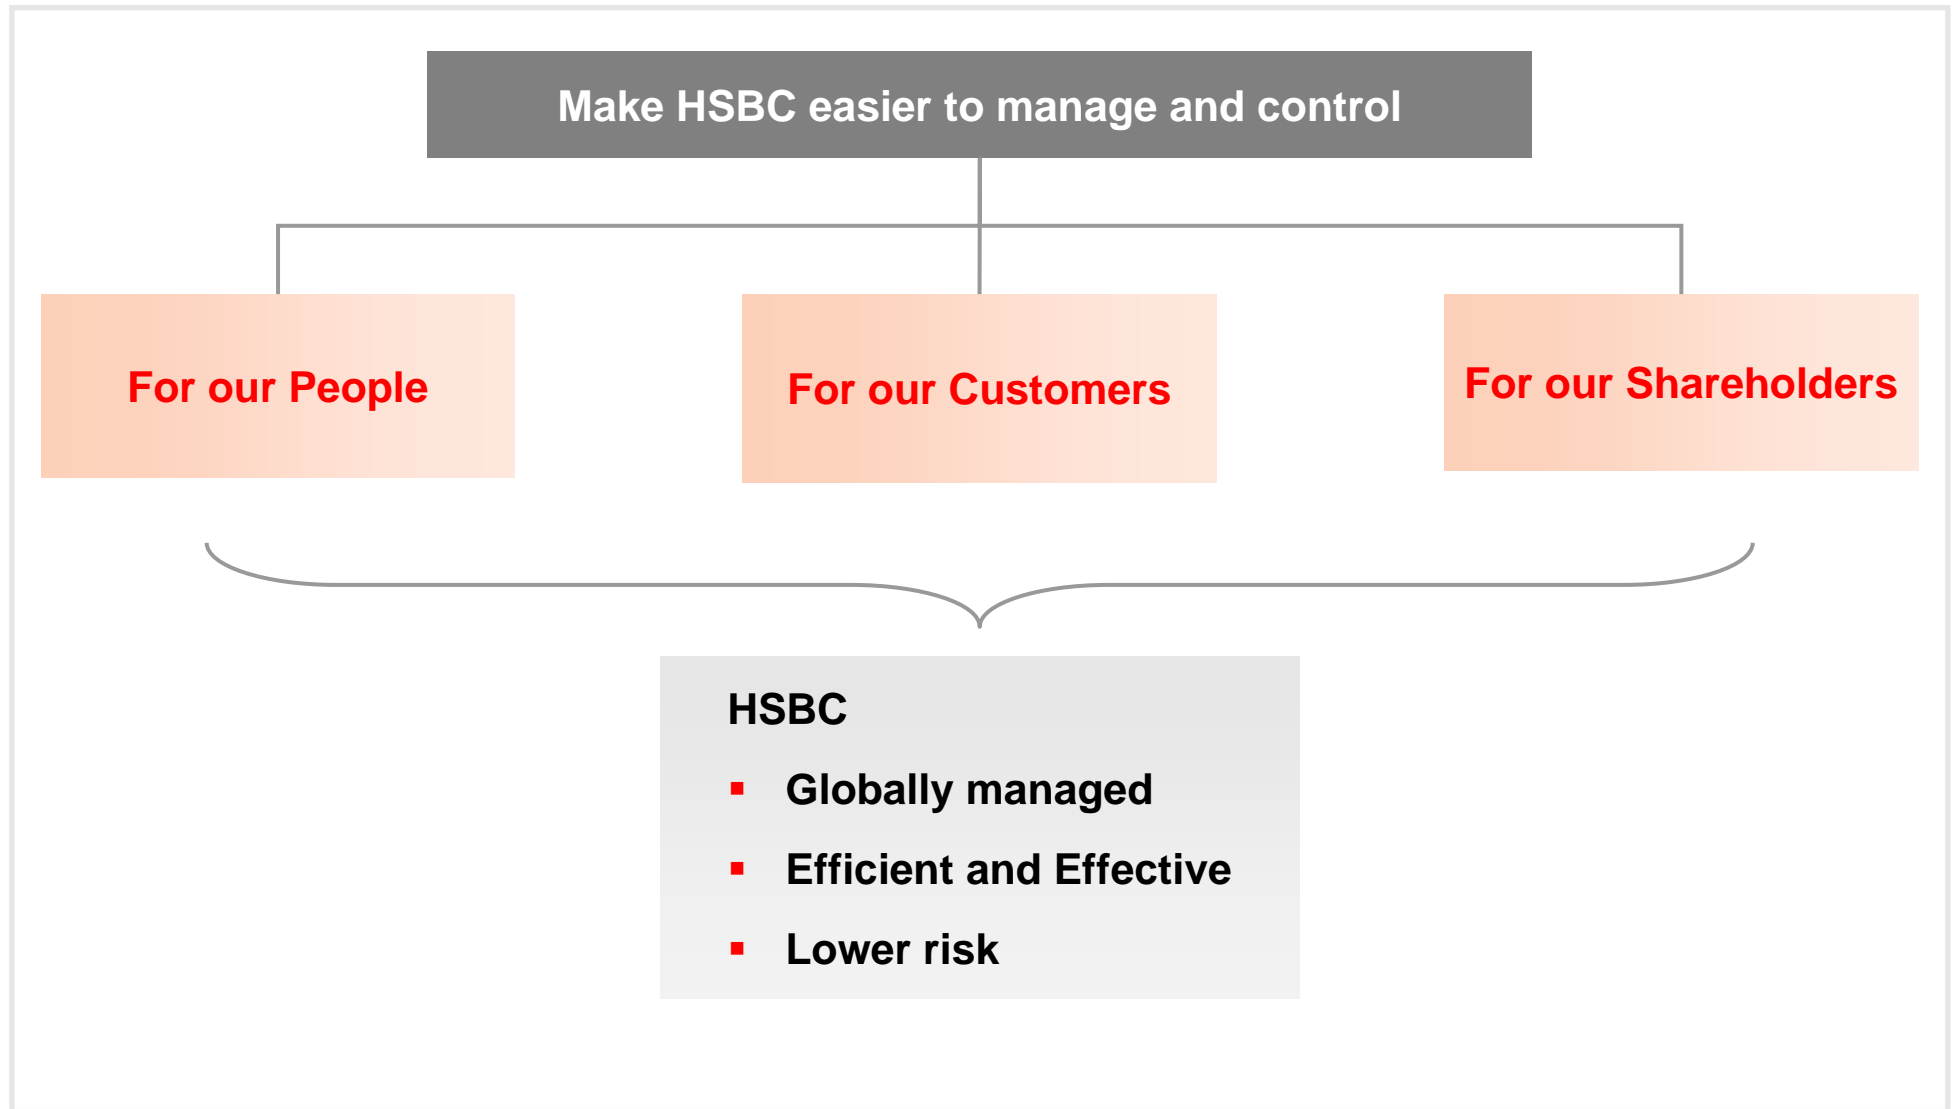 Make HSBC easier to manage and control
For our People
For our Customers
For our Shareholders
HSBC
▪ Globally managed
▪ Efficient and Effective
▪ Lower risk